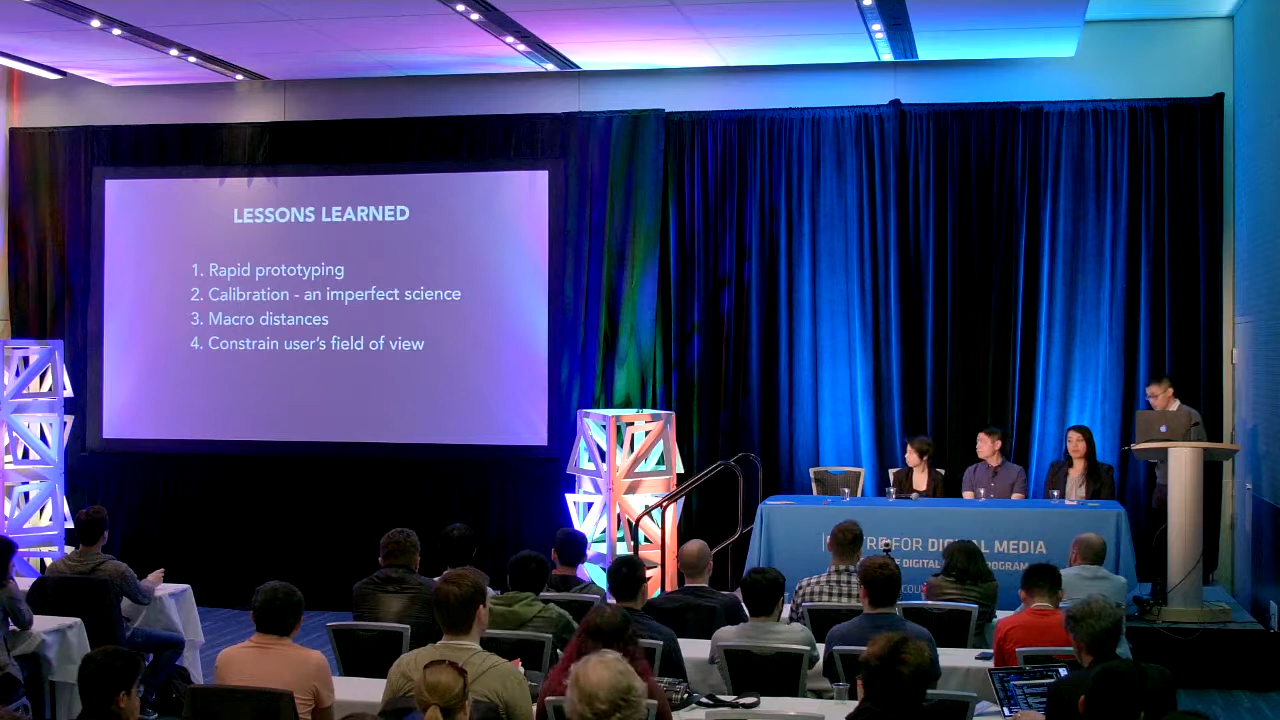 LESSONS LEARNED
1. Rapid prototyping
2. Calibration - an imperfect science
3. Macro distances
4. Constrain user's field of view
FOR DIGITAL MEDIA
DIGITAL